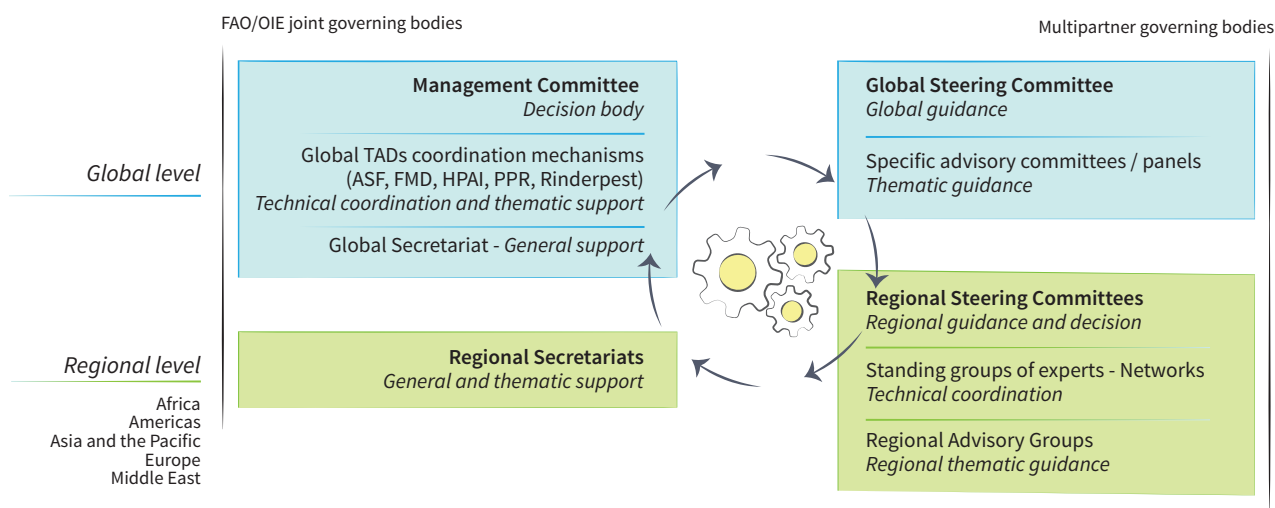 FAO/OIE joint governing bodies
Multipartner governing bodies
Global level
Management Committee
Decision body
Global TADs coordination mechanisms
(ASF, FMD, HPAI, PPR, Rinderpest)
Technical coordination and thematic support
Global Secretariat - General support
Global Steering Committee
Global guidance
Specific advisory committees / panels
Thematic guidance
Regional level
Africa
Americas
Asia and the Pacific
Europe
Middle East
Regional Secretariats
General and thematic support
Regional Steering Committees
Regional guidance and decision
Standing groups of experts - Networks
Technical coordination
Regional Advisory Groups
Regional thematic guidance